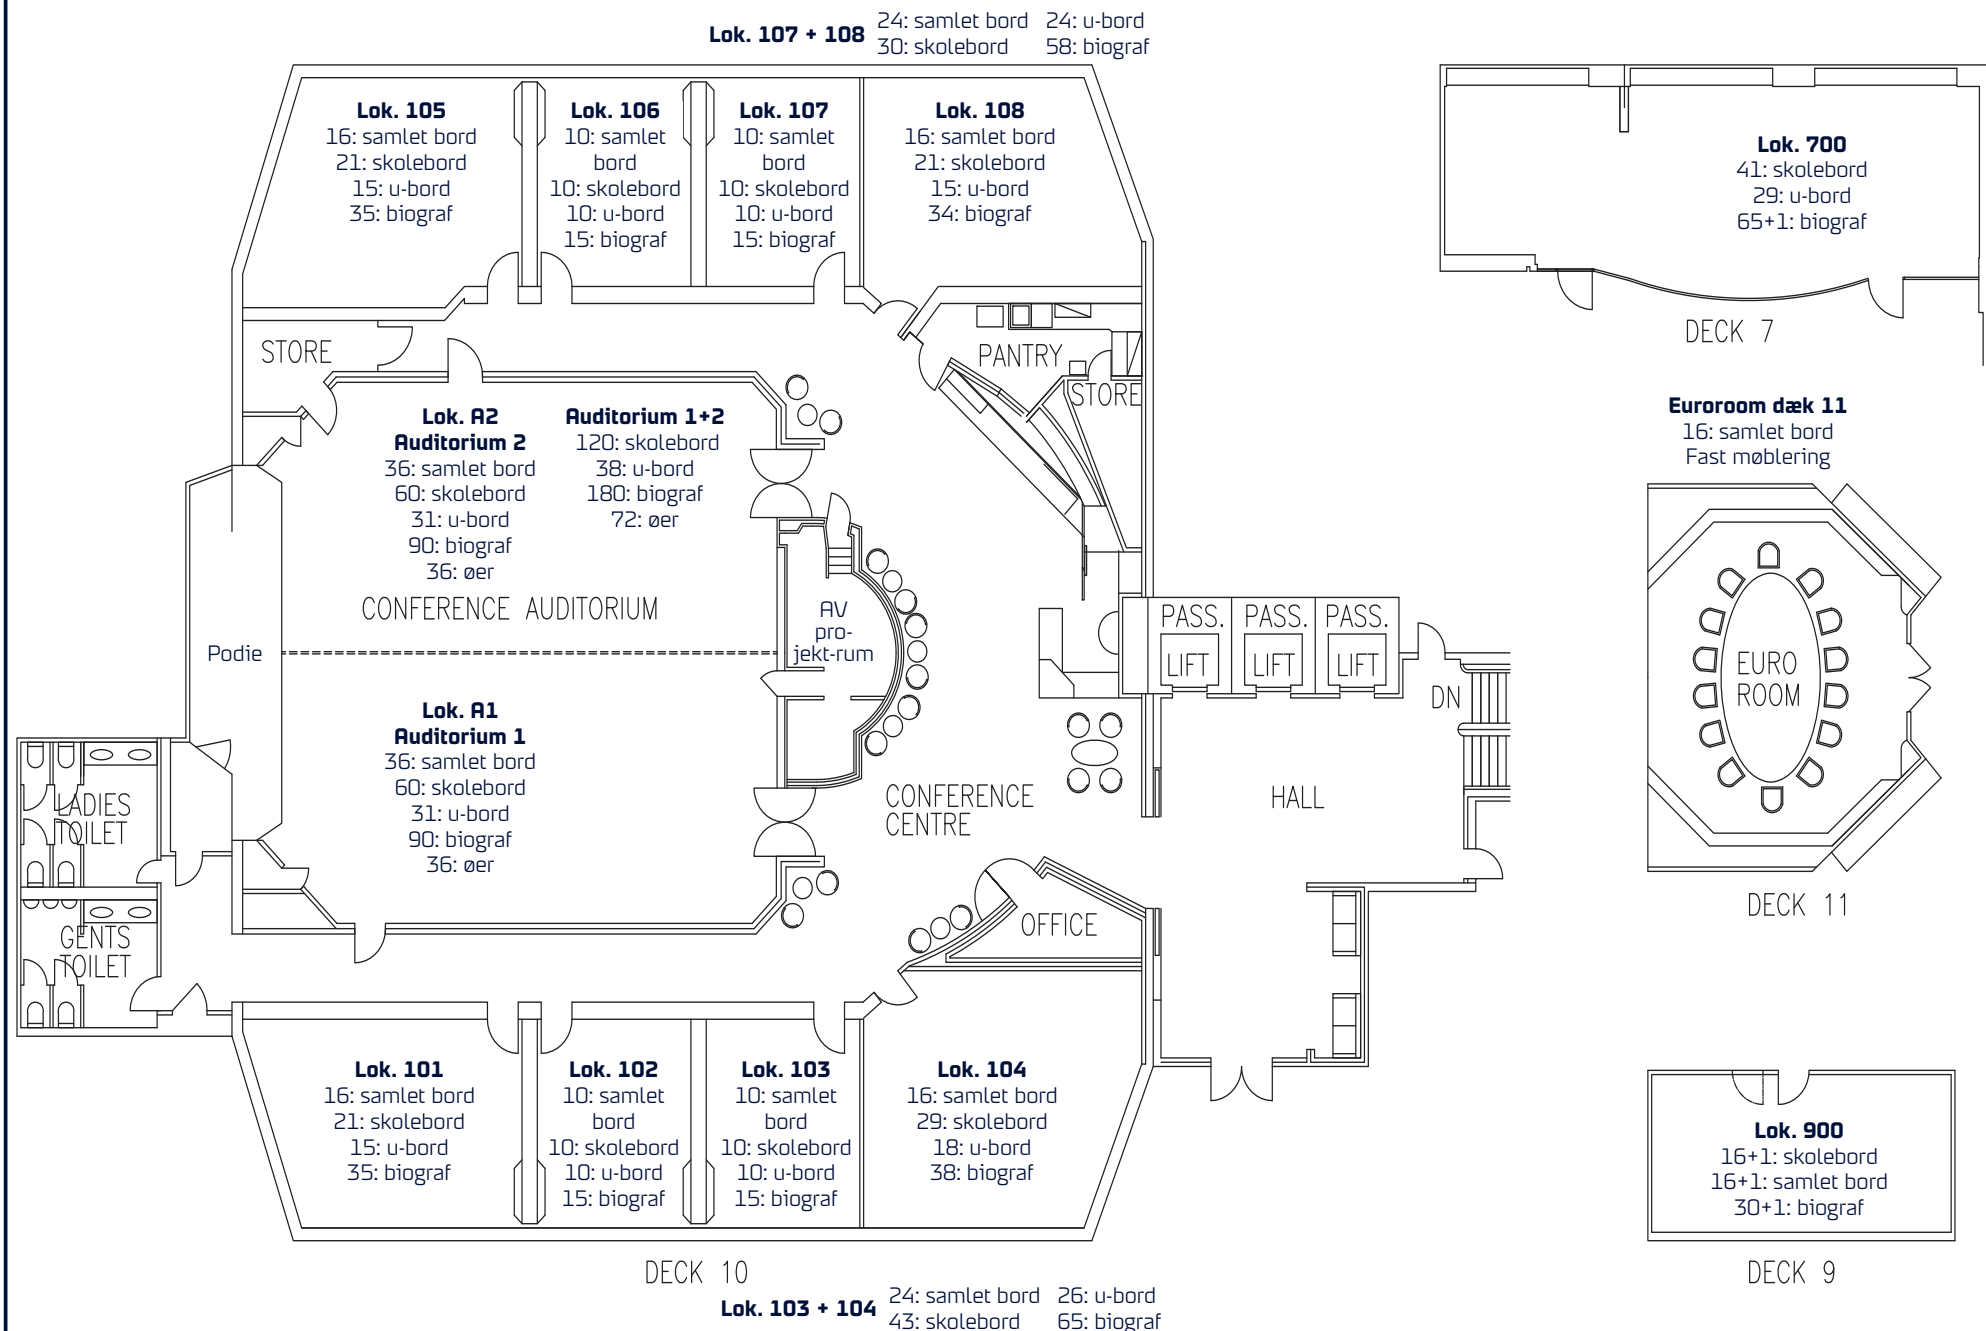 Lok. 107 + 108
24: samlet bord 24: u-bord
30: skolebord 58: biograf
Lok. 105
16: samlet bord
21: skolebord
15: u-bord
35: biograf
Lok. 106
10: samlet
bord
10: skolebord
10: u-bord
15: biograf
Lok. 107
10: samlet
bord
10: skolebord
10: u-bord
15: biograf
Lok. 108
16: samlet bord
21: skolebord
15: u-bord
34: biograf
Lok. 700
41: skolebord
29: u-bord
65+1: biograf
DECK 7
STORE
PANTRY
STORE
Lok. A2
Auditorium 2
36: samlet bord
60: skolebord
31: u-bord
90: biograf
36: øer
Auditorium 1+2
120: skolebord
38: u-bord
180: biograf
72: øer
CONFERENCE AUDITORIUM
Podie
AV
pro-
jekt-rum
Euroroom dæk 11
16: samlet bord
Fast møblering
EURO
ROOM
DECK 11
PASS.
LIFT
PASS.
LIFT
PASS.
LIFT
DN
Lok. A1
Auditorium 1
36: samlet bord
60: skolebord
31: u-bord
90: biograf
36: øer
LADIES
TOILET
GENTS
TOILET
CONFERENCE
CENTRE
HALL
OFFICE
Lok. 101
16: samlet bord
21: skolebord
15: u-bord
35: biograf
Lok. 102
10: samlet
bord
10: skolebord
10: u-bord
15: biograf
Lok. 103
10: samlet
bord
10: skolebord
10: u-bord
15: biograf
Lok. 104
16: samlet bord
29: skolebord
18: u-bord
38: biograf
Lok. 900
16+1: skolebord
16+1: samlet bord
30+1: biograf
DECK 9
DECK 10
Lok. 103 + 104
24: samlet bord 26: u-bord
43: skolebord 65: biograf